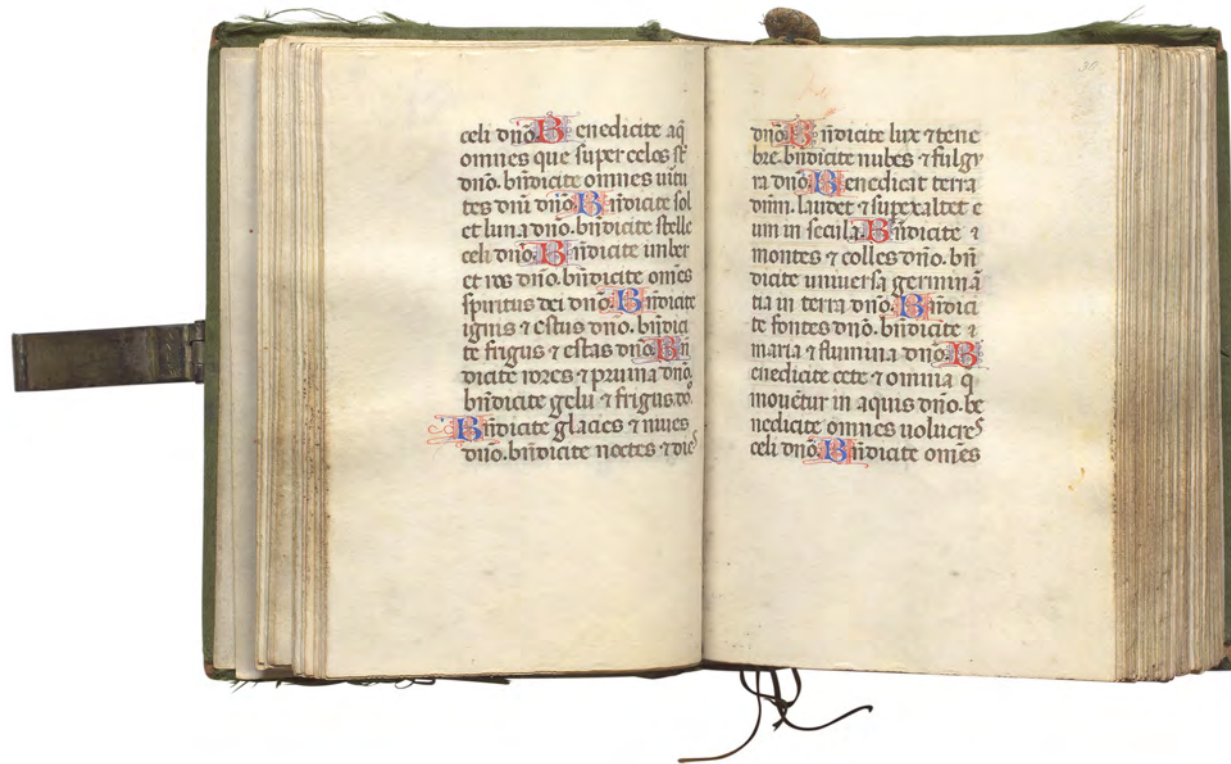 celi dn̄o. Benedicite aq̄
omnes que super celos st̄
dn̄o. bn̄dicite omnes uirtu
tes dn̄i dn̄o. Bn̄dicite sol
et luna dn̄o. bn̄dicite stelle
celi dn̄o. Bn̄dicite imber
et ros dn̄o. bn̄dicite om̄es
spiritus dei dn̄o. Bn̄dicite
ignis ⁊ estus dn̄o. bn̄dici
te frigus ⁊ estas dn̄o. Bn̄
dicite rores ⁊ pruina dn̄o.
bn̄dicite gelu ⁊ frigus do.
Bn̄dicite glacies ⁊ niues
dn̄o. bn̄dicite noctes ⁊ dies
30
dn̄o. Bn̄dicite lux ⁊ tene
bre. bn̄dicite nubes ⁊ fulgu
ra dn̄o. Benedicat terra
dn̄m. laudet ⁊ superexaltet e
um in secula. Bn̄dicite
montes ⁊ colles dn̄o. bn̄
dicite uniuersa germinā
tia in terra dn̄o. Bn̄dici
te fontes dn̄o. bn̄dicite
maria ⁊ flumina dn̄o. B
enedicite cete ⁊ omnia q
mouētur in aquis dn̄o. be
nedicite omnes uolucres
celi dn̄o. Bn̄dicite om̄es